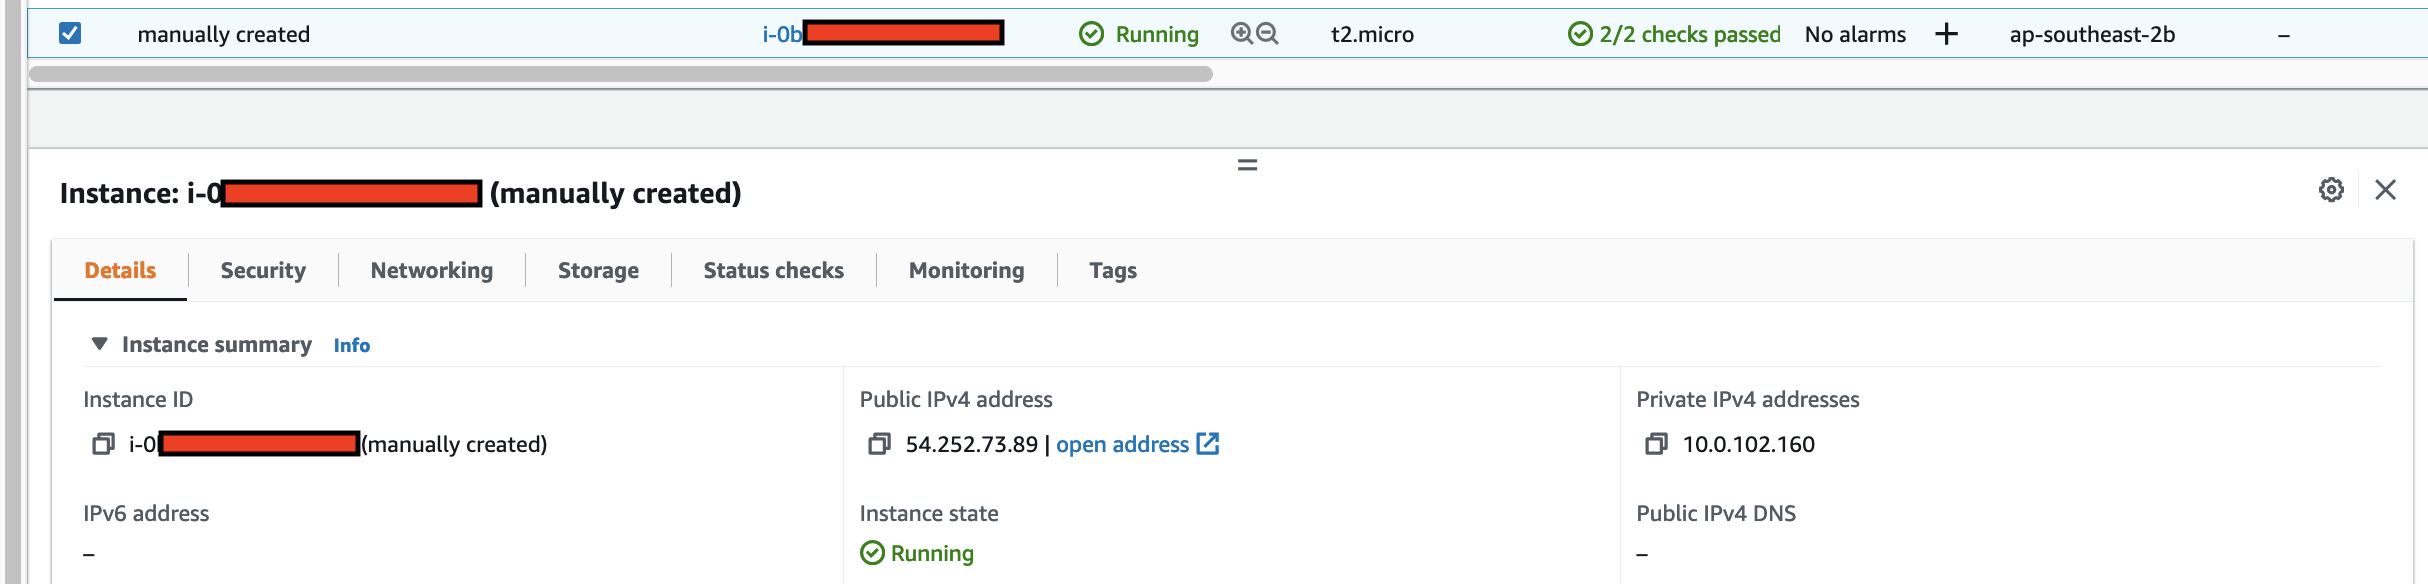 manually created i-0b Running t2.micro 2/2 checks passed No alarms + ap-southeast-2b –
Instance: i-0 (manually created)
Details Security Networking Storage Status checks Monitoring Tags
Instance summary Info
Instance ID Public IPv4 address Private IPv4 addresses
i-0 (manually created) 54.252.73.89 | open address 10.0.102.160
IPv6 address Instance state Public IPv4 DNS
– Running –